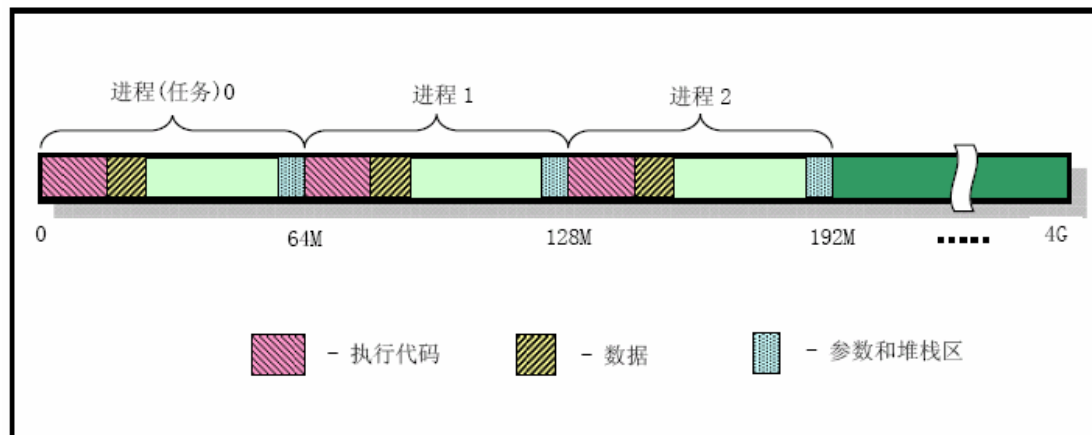 进程(任务)0
进程 1
进程 2
0
64M
128M
192M
4G
- 执行代码
- 数据
- 参数和堆栈区